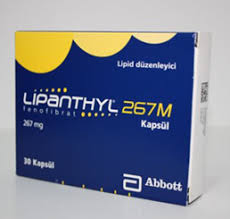 Lipid düzenleyici
LIPANTHYL 267M
fenofibrat
Kapsül
267 mg
30 Kapsül
Abbott